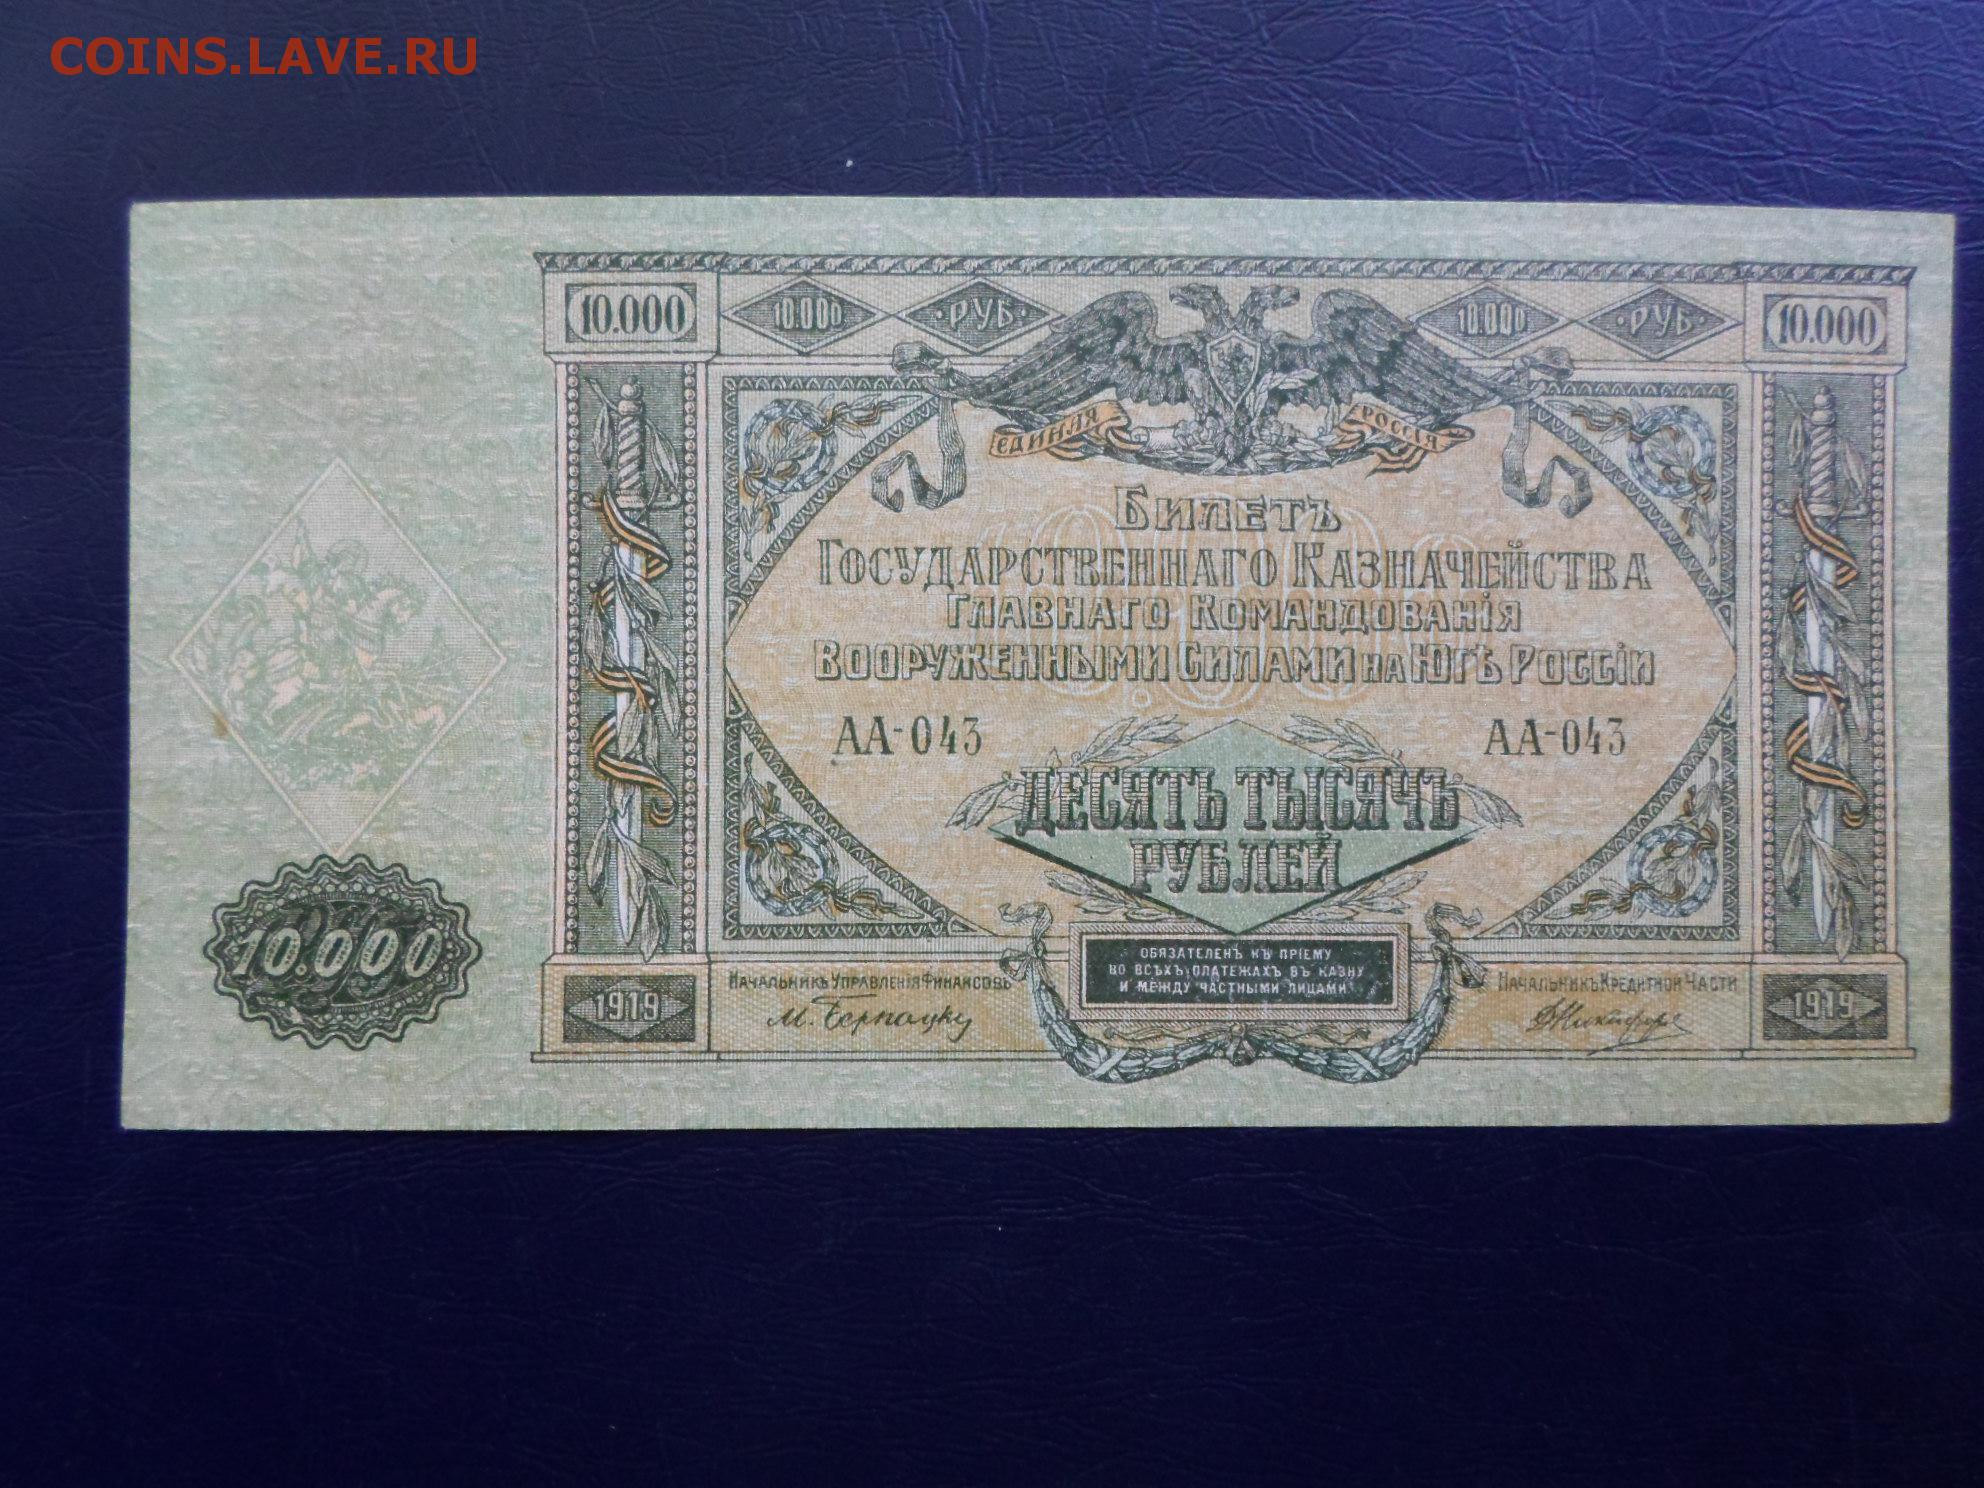 COINS.LAVE.RU
10.000 10.000 РУБ 10.000 РУБ 10.000
ЕДИНАЯ РОССІЯ
БИЛЕТЪ
ГОСУДАРСТВЕННАГО КАЗНАЧЕЙСТВА
ГЛАВНАГО КОМАНДОВАНІЯ
ВООРУЖЕННЫМИ СИЛАМИ НА ЮГѢ РОССІИ
АА-043 АА-043
ДЕСЯТЬ ТЫСЯЧЪ
РУБЛЕЙ
10.000
ОБЯЗАТЕЛЕНЪ КЪ ПРІЕМУ
ВО ВСѢХЪ ПЛАТЕЖАХЪ ВЪ КАЗНУ
И МЕЖДУ ЧАСТНЫМИ ЛИЦАМИ
НАЧАЛЬНИКЪ УПРАВЛЕНІЯ ФИНАНСОВЪ НАЧАЛЬНИКЪ КРЕДИТНОЙ ЧАСТИ
1919 1919